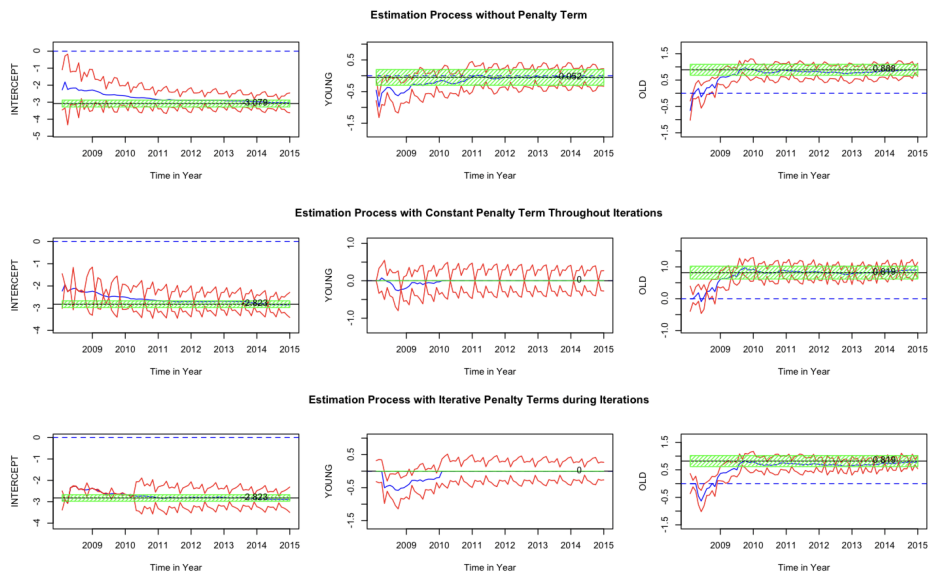 Estimation Process without Penalty Term
INTERCEPT
0
-1
-2
-3
-4
-5
-3.079
2009 2010 2011 2012 2013 2014 2015
Time in Year
YOUNG
0.5
-0.5
-1.5
-0.052
2009 2010 2011 2012 2013 2014 2015
Time in Year
OLD
1.5
0.5
-0.5
-1.5
0.888
2009 2010 2011 2012 2013 2014 2015
Time in Year
Estimation Process with Constant Penalty Term Throughout Iterations
INTERCEPT
0
-1
-2
-3
-4
-2.823
2009 2010 2011 2012 2013 2014 2015
Time in Year
YOUNG
1.0
0.0
-1.0
0
2009 2010 2011 2012 2013 2014 2015
Time in Year
OLD
1.0
0.0
-1.0
0.819
2009 2010 2011 2012 2013 2014 2015
Time in Year
Estimation Process with Iterative Penalty Terms during Iterations
INTERCEPT
0
-1
-2
-3
-4
-2.823
2009 2010 2011 2012 2013 2014 2015
Time in Year
YOUNG
0.5
-0.5
-1.5
0
2009 2010 2011 2012 2013 2014 2015
Time in Year
OLD
1.5
0.5
-0.5
-1.5
0.819
2009 2010 2011 2012 2013 2014 2015
Time in Year